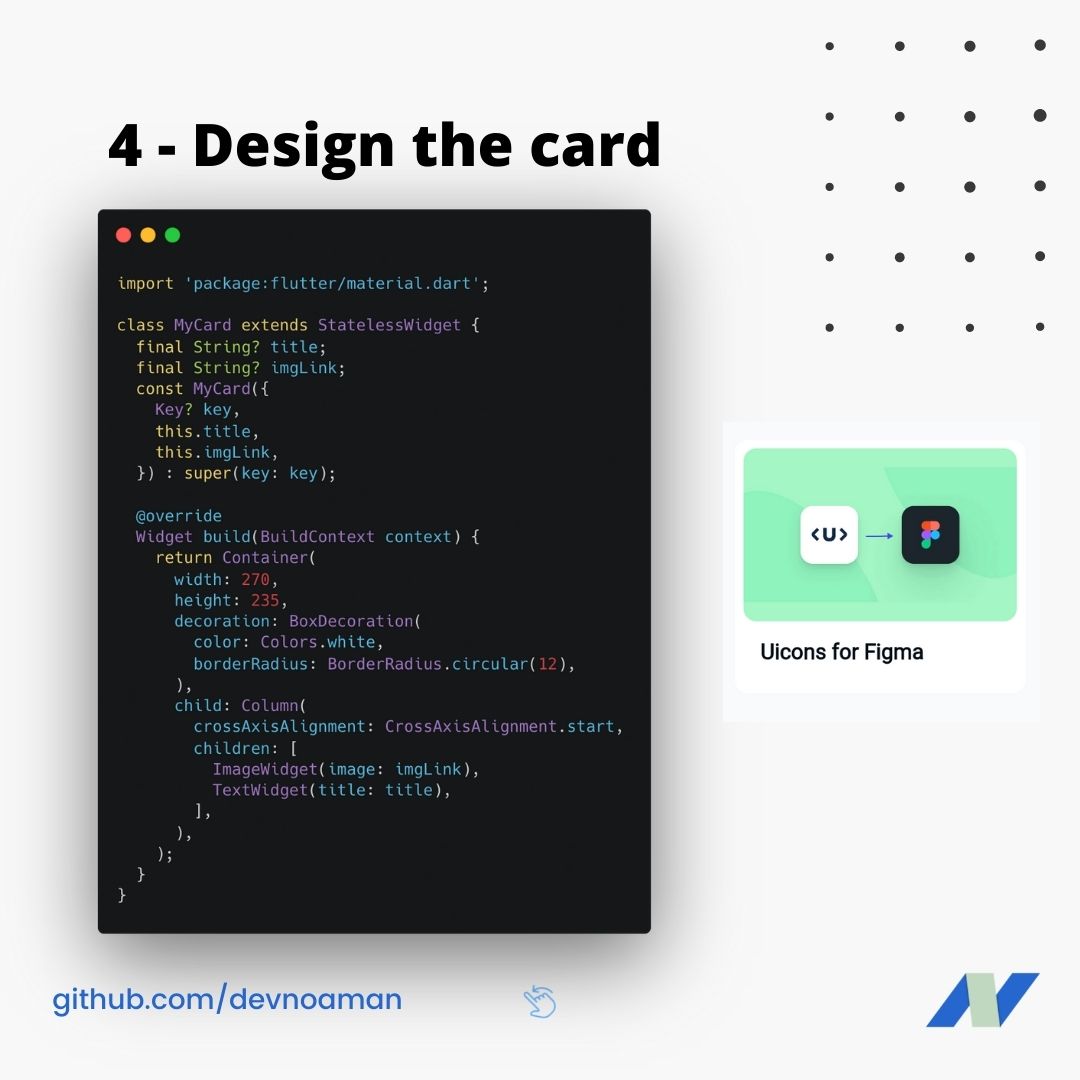 4 - Design the card
import 'package:flutter/material.dart';
class MyCard extends StatelessWidget {
  final String? title;
  final String? imgLink;
  const MyCard({
    Key? key,
    this.title,
    this.imgLink,
  }) : super(key: key);
  @override
  Widget build(BuildContext context) {
    return Container(
      width: 270,
      height: 235,
      decoration: BoxDecoration(
        color: Colors.white,
        borderRadius: BorderRadius.circular(12),
      ),
      child: Column(
        crossAxisAlignment: CrossAxisAlignment.start,
        children: [
          ImageWidget(image: imgLink),
          TextWidget(title: title),
        ],
      ),
    );
  }
}
<U>
Uicons for Figma
github.com/devnoaman